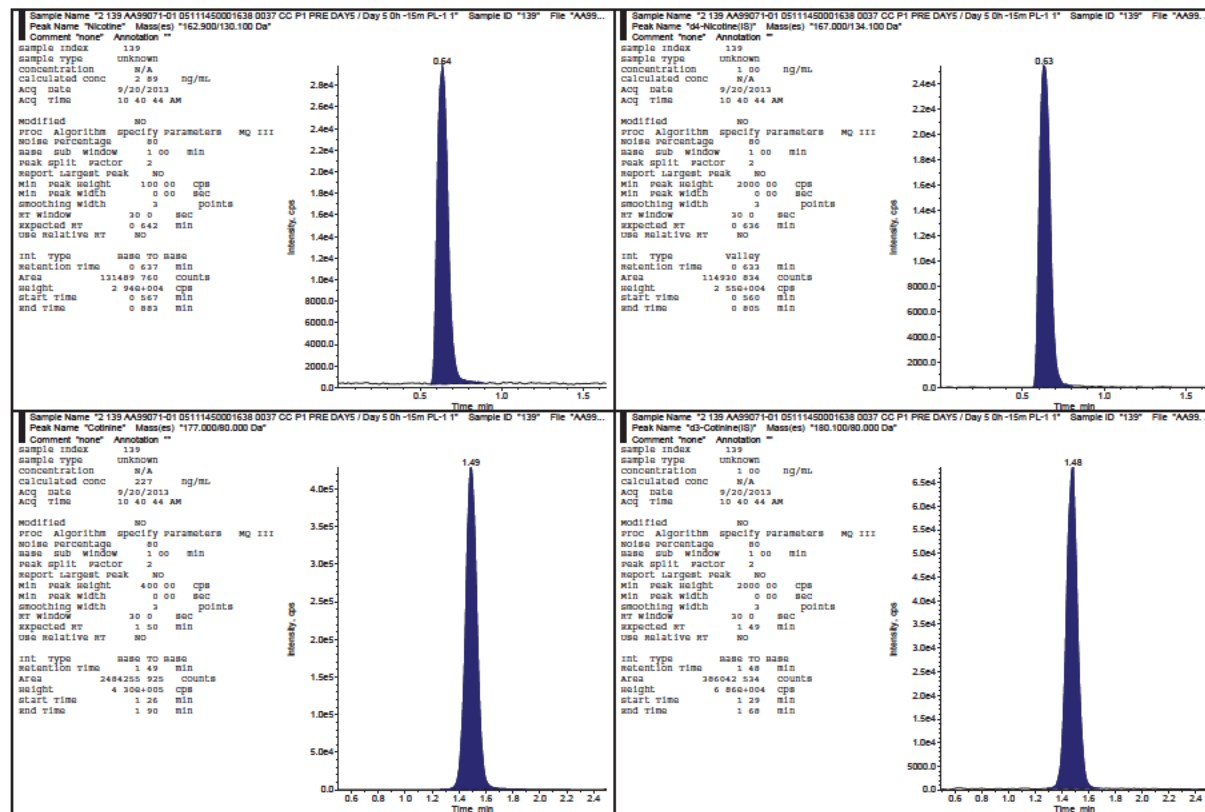 Sample Name "2 139 AA99071-01 05111450001638 0037 CC P1 PRE DAY5 / Day 5 0h -15m PL-1 1" Sample ID "139" File "AA99...
Peak Name "Nicotine" Mass(es) "162.900/130.100 Da"
Comment "none" Annotation ""
Sample Index 139
Sample Type Unknown
Concentration N/A
Calculated Conc 2 89 ng/mL
Acq Date 9/20/2013
Acq Time 10 40 44 AM
Modified NO
Proc Algorithm Specify Parameters MQ III
Noise Percentage 80
Base Sub Window 1 00 min
Peak Split Factor 2
Report Largest Peak NO
Min Peak Height 100 00 cps
Min Peak Width 0 00 sec
Smoothing Width 3 points
RT Window 30 0 sec
Expected RT 0 642 min
Use Relative RT NO
Int Type Base To Base
Retention Time 0 637 min
Area 131489 760 counts
Height 2 94e+004 cps
Start Time 0 567 min
End Time 0 883 min
0.64
Intensity, cps
2.8e4
2.6e4
2.4e4
2.2e4
2.0e4
1.8e4
1.6e4
1.4e4
1.2e4
1.0e4
8000.0
6000.0
4000.0
2000.0
0.0
0.5 1.0 1.5
Time, min
Sample Name "2 139 AA99071-01 05111450001638 0037 CC P1 PRE DAY5 / Day 5 0h -15m PL-1 1" Sample ID "139" File "AA99...
Peak Name "d4-Nicotine(IS)" Mass(es) "167.000/134.100 Da"
Comment "none" Annotation ""
Sample Index 139
Sample Type Unknown
Concentration 1 00 ng/mL
Calculated Conc N/A
Acq Date 9/20/2013
Acq Time 10 40 44 AM
Modified NO
Proc Algorithm Specify Parameters MQ III
Noise Percentage 80
Base Sub Window 1 00 min
Peak Split Factor 2
Report Largest Peak NO
Min Peak Height 2000 00 cps
Min Peak Width 0 00 sec
Smoothing Width 3 points
RT Window 30 0 sec
Expected RT 0 636 min
Use Relative RT NO
Int Type Valley
Retention Time 0 633 min
Area 114930 834 counts
Height 2 55e+004 cps
Start Time 0 560 min
End Time 0 805 min
0.63
Intensity, cps
2.4e4
2.2e4
2.0e4
1.8e4
1.6e4
1.4e4
1.2e4
1.0e4
8000.0
6000.0
4000.0
2000.0
0.0
0.5 1.0 1.5
Time, min
Sample Name "2 139 AA99071-01 05111450001638 0037 CC P1 PRE DAY5 / Day 5 0h -15m PL-1 1" Sample ID "139" File "AA99...
Peak Name "Cotinine" Mass(es) "177.000/80.000 Da"
Comment "none" Annotation ""
Sample Index 139
Sample Type Unknown
Concentration N/A
Calculated Conc 227 ng/mL
Acq Date 9/20/2013
Acq Time 10 40 44 AM
Modified NO
Proc Algorithm Specify Parameters MQ III
Noise Percentage 80
Base Sub Window 1 00 min
Peak Split Factor 2
Report Largest Peak NO
Min Peak Height 400 00 cps
Min Peak Width 0 00 sec
Smoothing Width 3 points
RT Window 30 0 sec
Expected RT 1 50 min
Use Relative RT NO
Int Type Base To Base
Retention Time 1 49 min
Area 2484255 925 counts
Height 4 30e+005 cps
Start Time 1 26 min
End Time 1 90 min
1.49
Intensity, cps
4.0e5
3.5e5
3.0e5
2.5e5
2.0e5
1.5e5
1.0e5
5.0e4
0.0
0.6 0.8 1.0 1.2 1.4 1.6 1.8 2.0 2.2 2.4
Time, min
Sample Name "2 139 AA99071-01 05111450001638 0037 CC P1 PRE DAY5 / Day 5 0h -15m PL-1 1" Sample ID "139" File "AA99...
Peak Name "d3-Cotinine(IS)" Mass(es) "180.100/80.000 Da"
Comment "none" Annotation ""
Sample Index 139
Sample Type Unknown
Concentration 1 00 ng/mL
Calculated Conc N/A
Acq Date 9/20/2013
Acq Time 10 40 44 AM
Modified NO
Proc Algorithm Specify Parameters MQ III
Noise Percentage 80
Base Sub Window 1 00 min
Peak Split Factor 2
Report Largest Peak NO
Min Peak Height 2000 00 cps
Min Peak Width 0 00 sec
Smoothing Width 3 points
RT Window 30 0 sec
Expected RT 1 49 min
Use Relative RT NO
Int Type Base To Base
Retention Time 1 48 min
Area 386042 534 counts
Height 6 86e+004 cps
Start Time 1 29 min
End Time 1 68 min
1.48
Intensity, cps
6.5e4
6.0e4
5.5e4
5.0e4
4.5e4
4.0e4
3.5e4
3.0e4
2.5e4
2.0e4
1.5e4
1.0e4
5000.0
0.0
0.6 0.8 1.0 1.2 1.4 1.6 1.8 2.0 2.2 2.4
Time, min